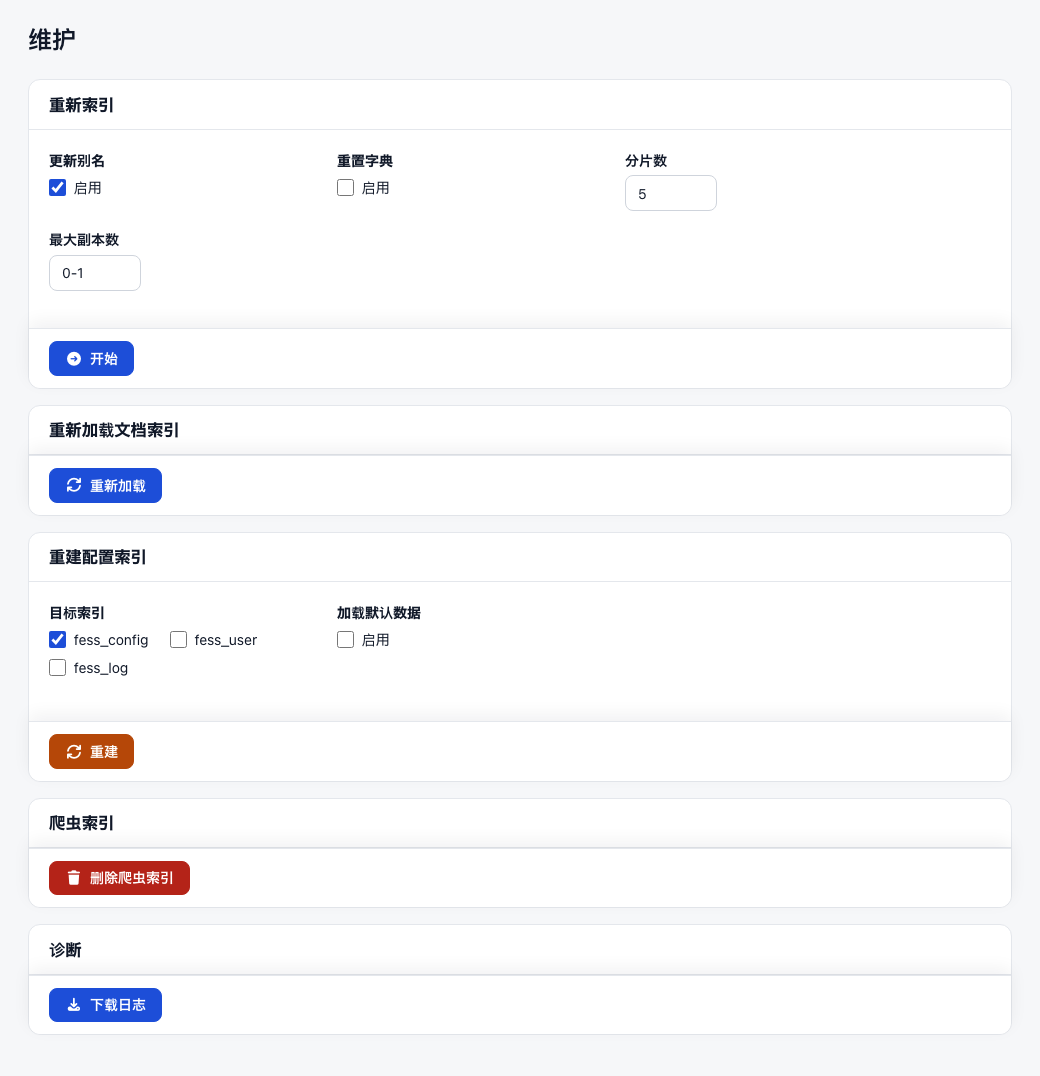 维护
重新索引
更新别名
启用
重置字典
启用
分片数
5
最大副本数
0-1
开始
重新加载文档索引
重新加载
重建配置索引
目标索引
fess_config
fess_user
fess_log
加载默认数据
启用
重建
爬虫索引
删除爬虫索引
诊断
下载日志